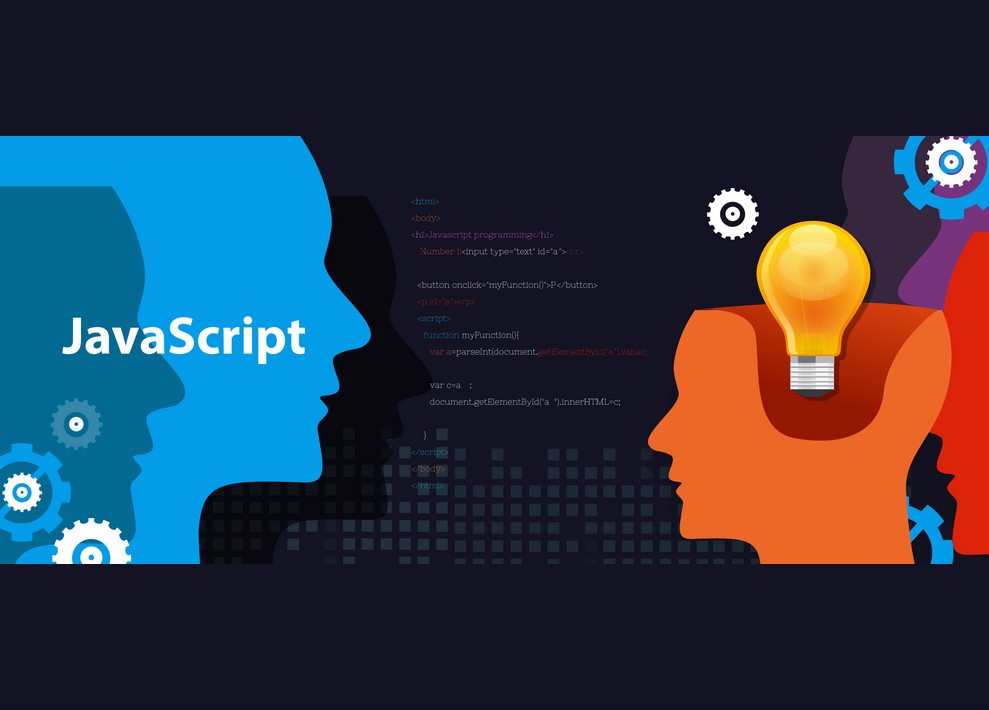 JavaScript
<html>
<body>
<h1>Javascript programming</h1>
Number 1:<input type="text" id="a"><br>
<button onclick="myFunction()">P</button>
<p id="a"></p>
<script>
function myFunction(){
var a=parseInt(document.getElementById("a").value);
var c=a ;
document.getElementById("a ").innerHTML=c;
}
</script>
</body>
</html>